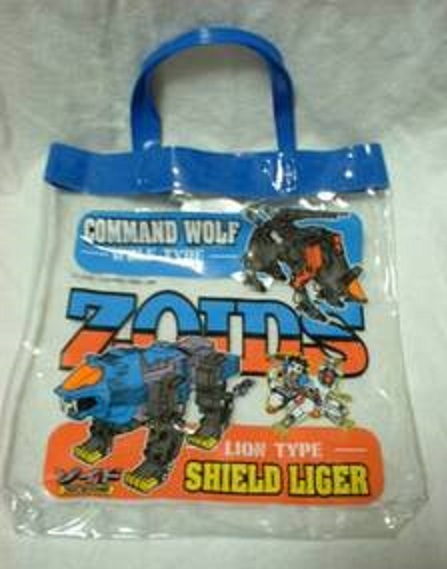 COMMAND WOLF
WOLF TYPE
ZOIDS
LION TYPE
SHIELD LIGER
ゾイド